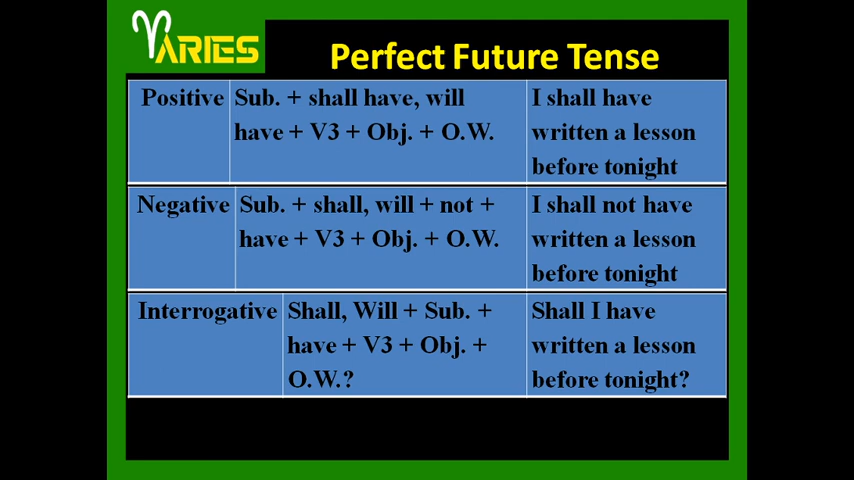 ARIES
Perfect Future Tense
Positive
Sub. + shall have, will
have + V3 + Obj. + O.W.
I shall have
written a lesson
before tonight
Negative
Sub. + shall, will + not +
have + V3 + Obj. + O.W.
I shall not have
written a lesson
before tonight
Interrogative
Shall, Will + Sub. +
have + V3 + Obj. +
O.W.?
Shall I have
written a lesson
before tonight?